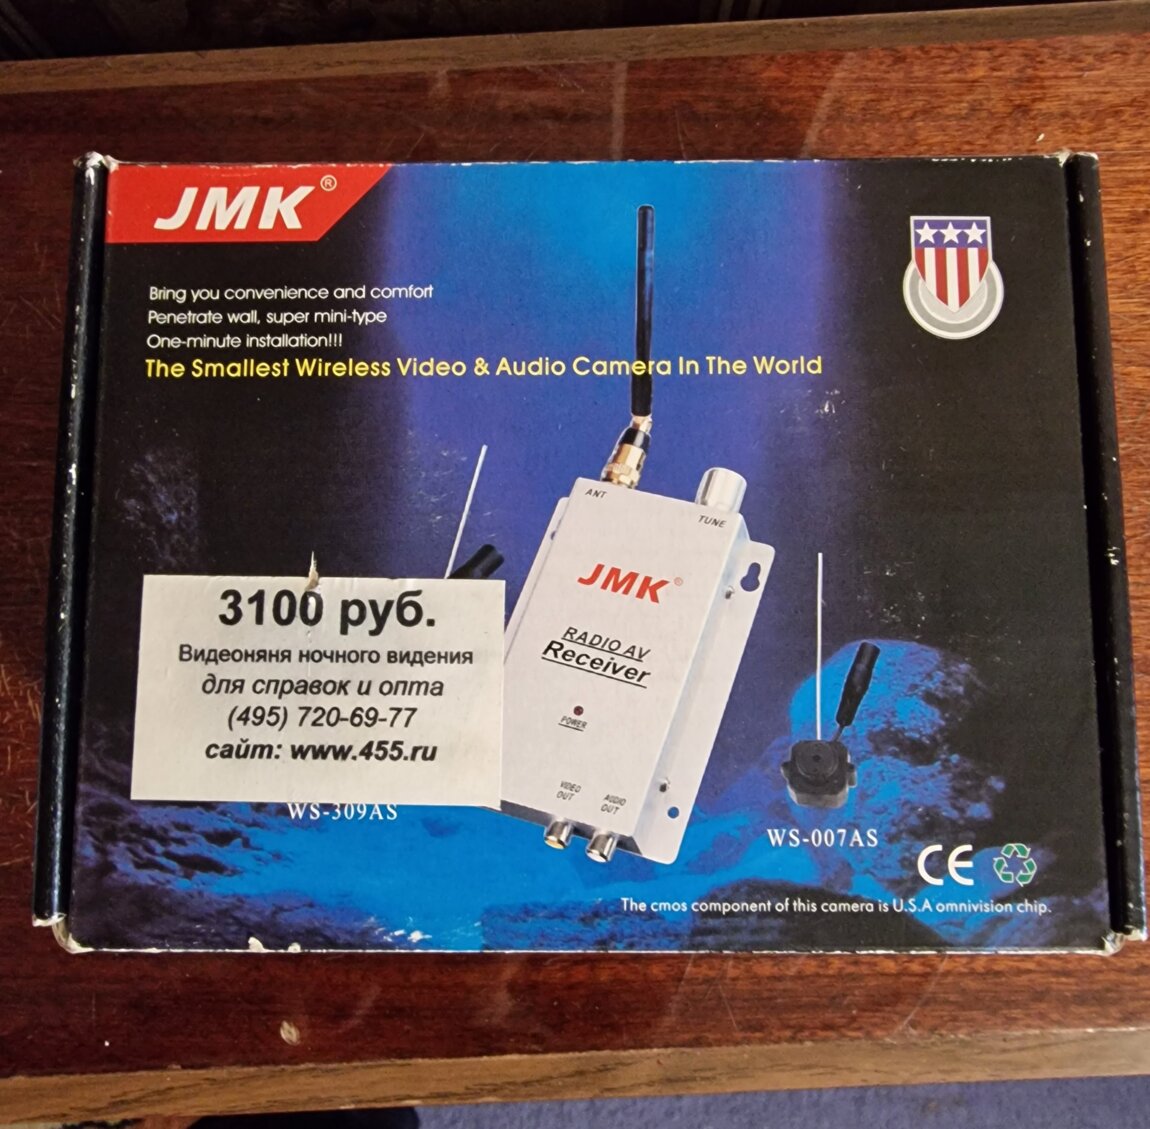 JMK®
Bring you convenience and comfort
Penetrate wall, super mini-type
One-minute installation!!!
The Smallest Wireless Video & Audio Camera In The World
ANT
TUNE
JMK®
RADIO AV
Receiver
POWER
VIDEO OUT
AUDIO OUT
3100 руб.
Видеоняня ночного видения
для справок и опта
(495) 720-69-77
сайт: www.455.ru
WS-309AS
WS-007AS
CE
The cmos component of this camera is U.S.A omnivision chip.